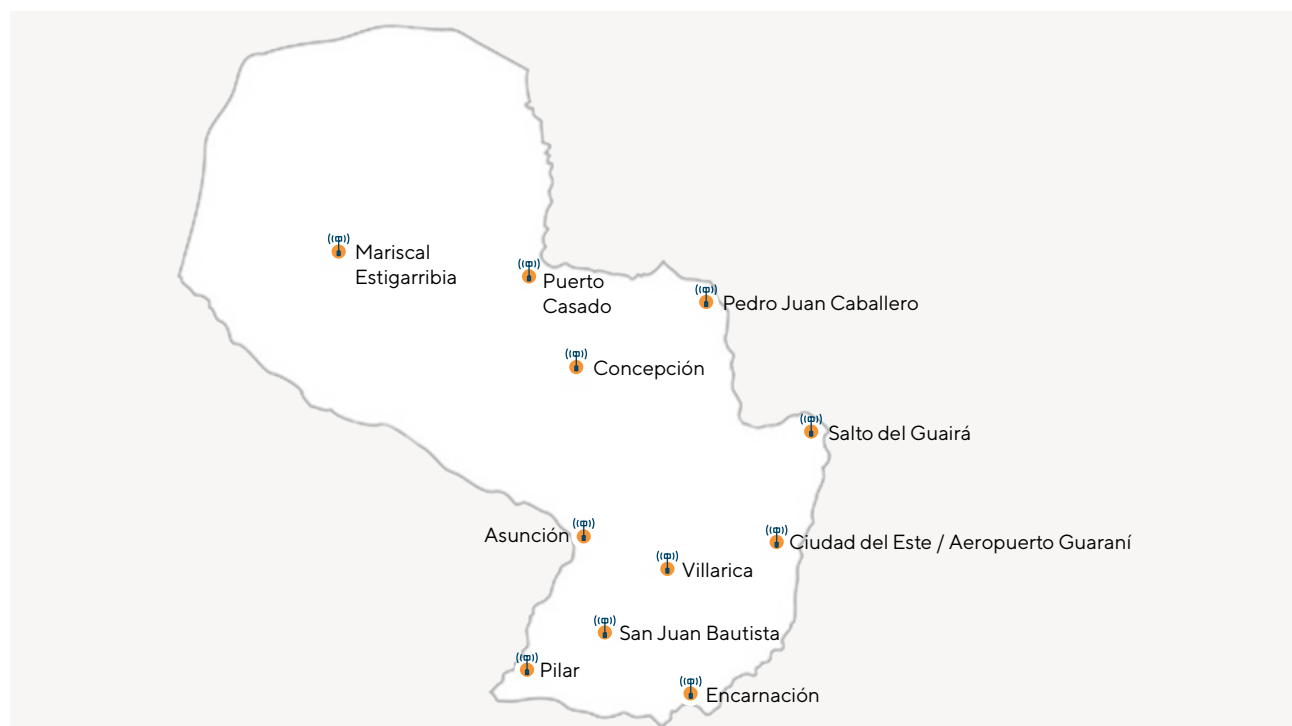 Mariscal
Estigarribia
Puerto
Casado
Pedro Juan Caballero
Concepción
Salto del Guairá
Asunción
Ciudad del Este / Aeropuerto Guaraní
Villarica
San Juan Bautista
Pilar
Encarnación